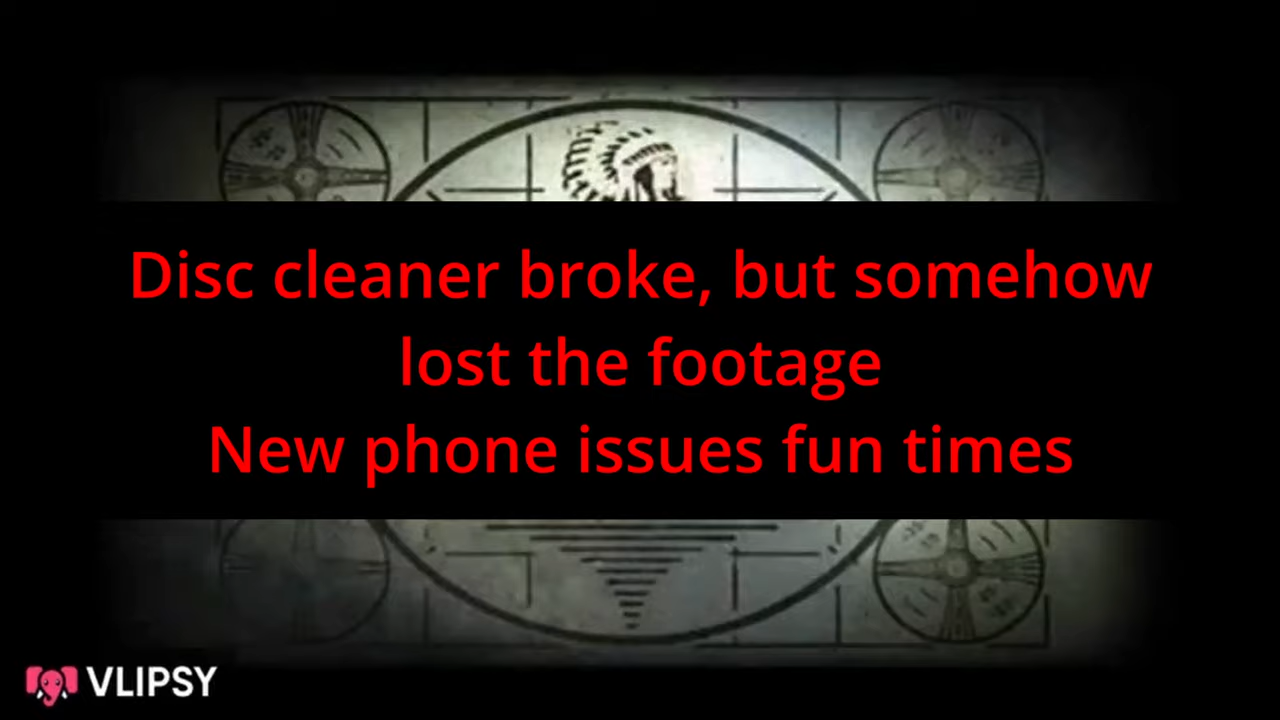 Disc cleaner broke, but somehow
lost the footage
New phone issues fun times
VLIPSY